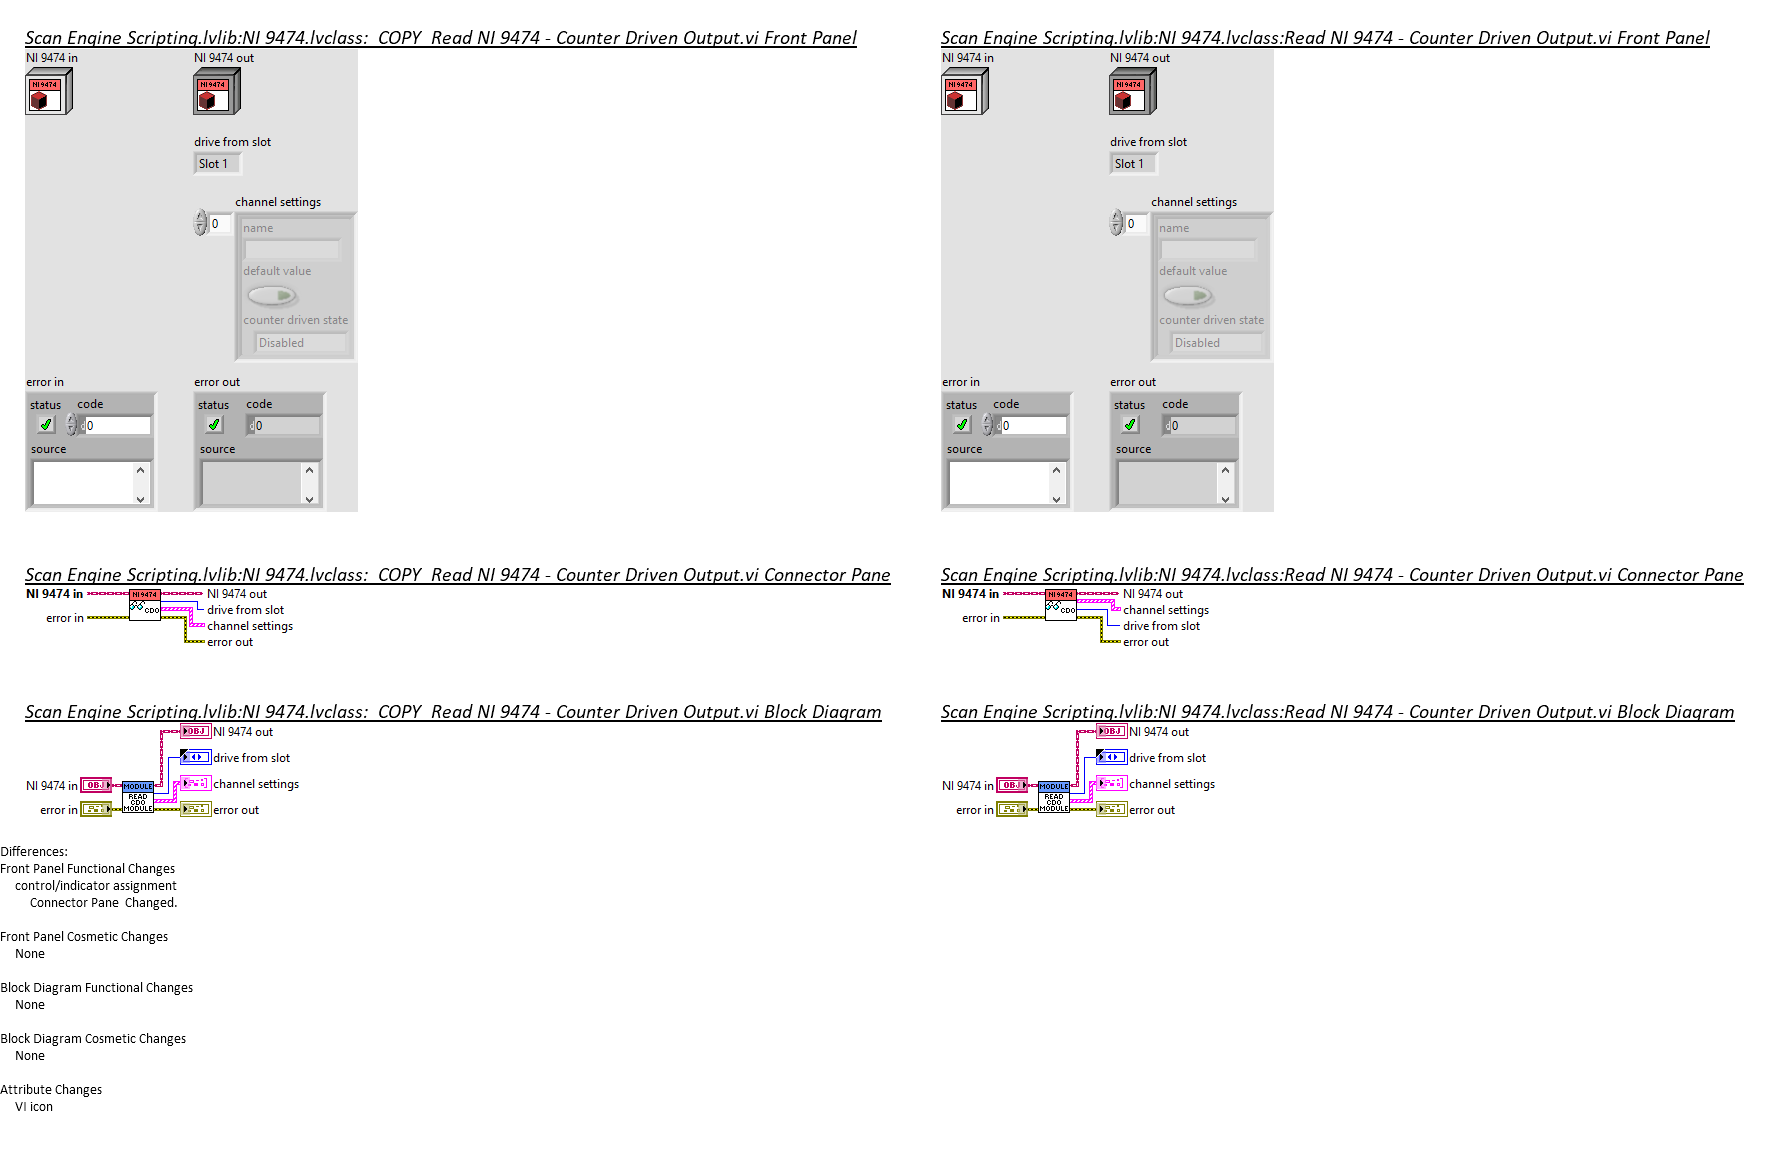 Scan Engine Scripting.lvlib:NI 9474.lvclass:  COPY  Read NI 9474 - Counter Driven Output.vi Front Panel
NI 9474 in
NI 9474 out
NI9474
NI9474
drive from slot
Slot 1
channel settings
0
name
default value
counter driven state
Disabled
error in
error out
status
code
status
code
0
0
source
source
Scan Engine Scripting.lvlib:NI 9474.lvclass:Read NI 9474 - Counter Driven Output.vi Front Panel
NI 9474 in
NI 9474 out
NI9474
NI9474
drive from slot
Slot 1
channel settings
0
name
default value
counter driven state
Disabled
error in
error out
status
code
status
code
d0
d0
source
source
Scan Engine Scripting.lvlib:NI 9474.lvclass:  COPY  Read NI 9474 - Counter Driven Output.vi Connector Pane
NI 9474 in
NI9474
CDO
NI 9474 out
drive from slot
error in
channel settings
error out
Scan Engine Scripting.lvlib:NI 9474.lvclass:Read NI 9474 - Counter Driven Output.vi Connector Pane
NI 9474 in
NI9474
CDO
NI 9474 out
channel settings
error in
drive from slot
error out
Scan Engine Scripting.lvlib:NI 9474.lvclass:  COPY  Read NI 9474 - Counter Driven Output.vi Block Diagram
OBJ
NI 9474 out
drive from slot
NI 9474 in
OBJ
MODULE
channel settings
READ
CDO
MODULE
error in
error out
Scan Engine Scripting.lvlib:NI 9474.lvclass:Read NI 9474 - Counter Driven Output.vi Block Diagram
OBJ
NI 9474 out
drive from slot
NI 9474 in
OBJ
MODULE
channel settings
READ
CDO
MODULE
error in
error out
Differences:
Front Panel Functional Changes
control/indicator assignment
Connector Pane  Changed.
Front Panel Cosmetic Changes
None
Block Diagram Functional Changes
None
Block Diagram Cosmetic Changes
None
Attribute Changes
VI icon